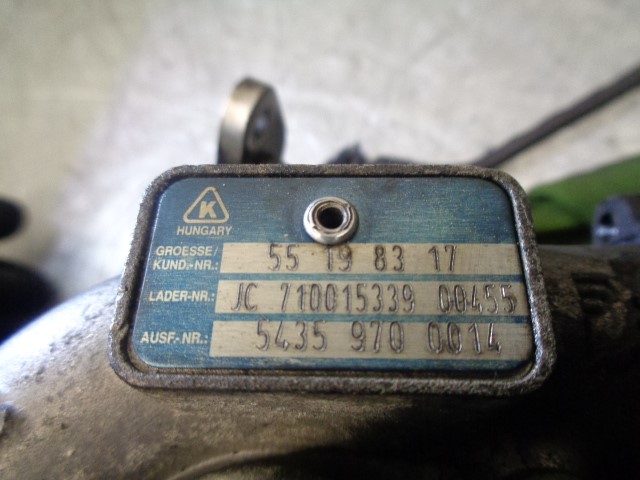 K
HUNGARY
GROESSE/
KUND.-NR.: 55 19 83 17
LADER-NR.: JC 710015339 00455
AUSF.-NR.: 5435 970 0014